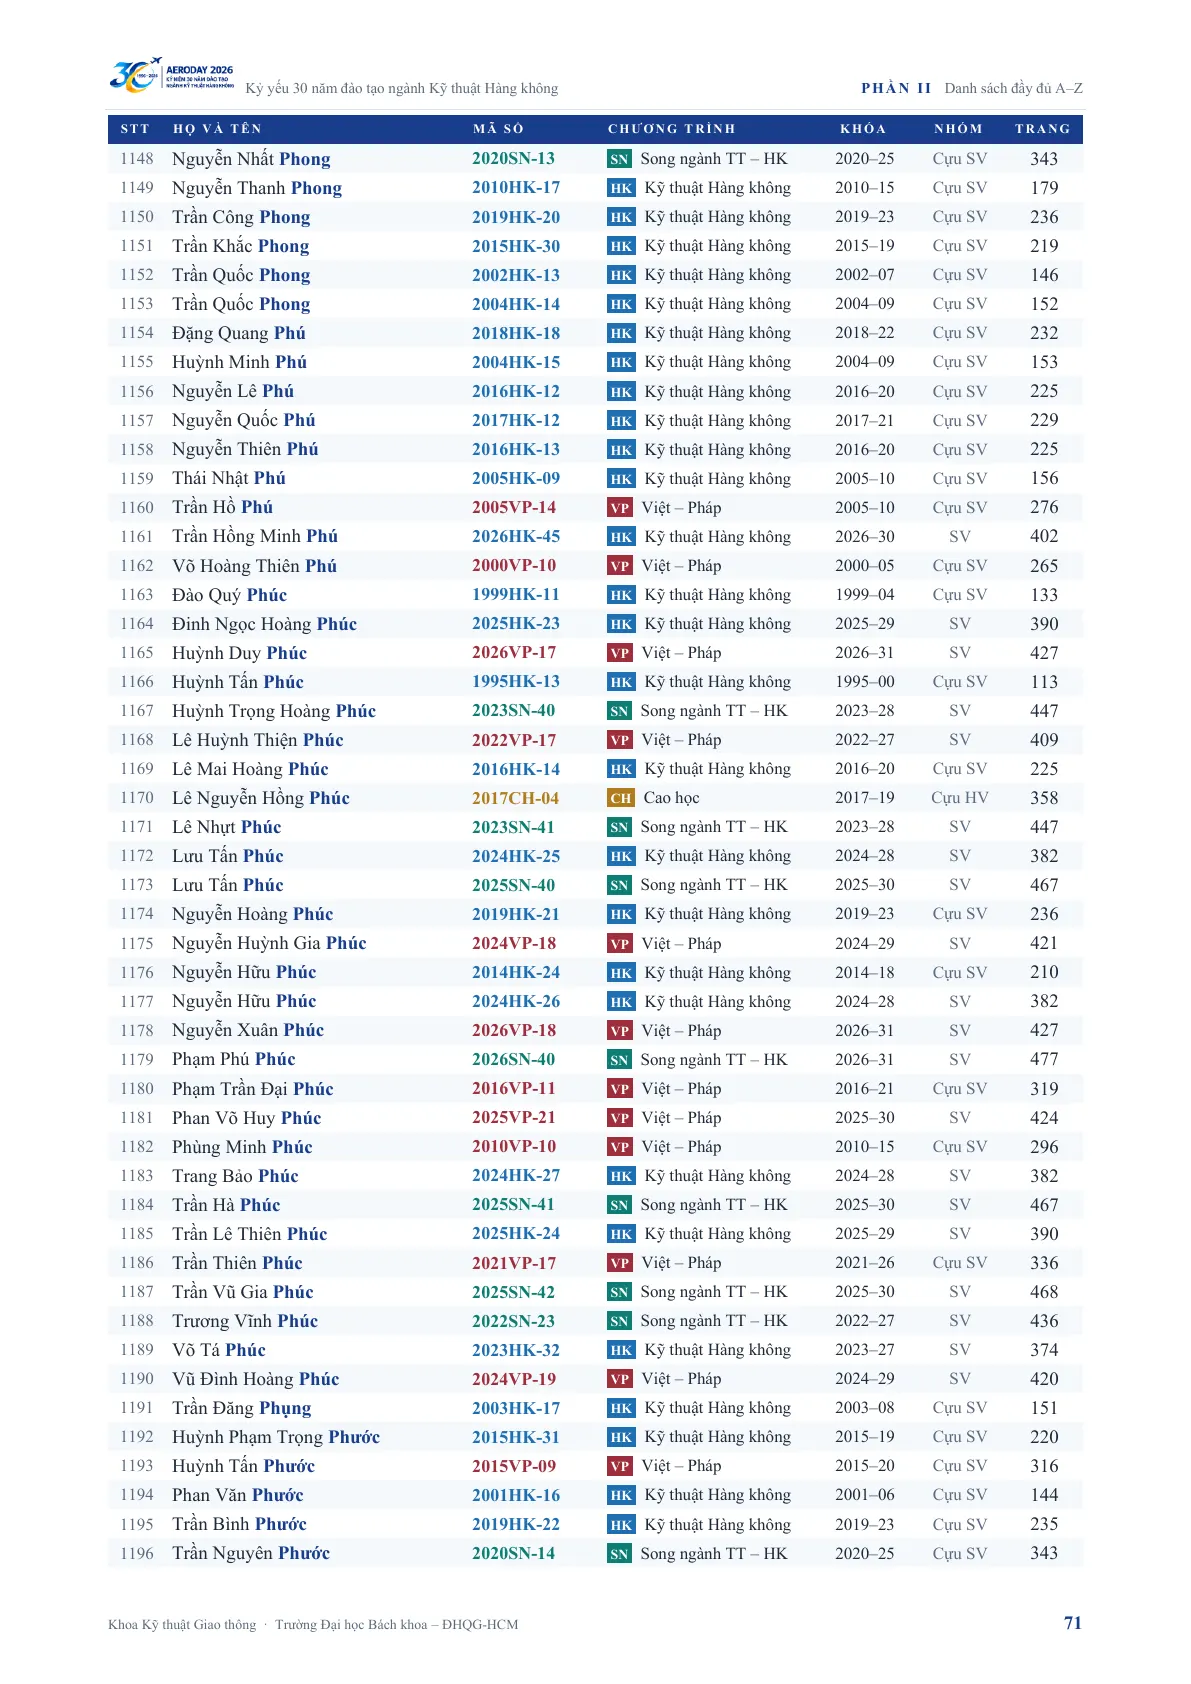 AERODAY 2026
KỶ NIỆM 30 NĂM ĐÀO TẠO
NGÀNH KỸ THUẬT HÀNG KHÔNG
Kỷ yếu 30 năm đào tạo ngành Kỹ thuật Hàng không
PHẦN II Danh sách đầy đủ A–Z
STT HỌ VÀ TÊN MÃ SỐ CHƯƠNG TRÌNH KHÓA NHÓM TRANG
1148 Nguyễn Nhất Phong 2020SN-13 SN Song ngành TT – HK 2020–25 Cựu SV 343
1149 Nguyễn Thanh Phong 2010HK-17 HK Kỹ thuật Hàng không 2010–15 Cựu SV 179
1150 Trần Công Phong 2019HK-20 HK Kỹ thuật Hàng không 2019–23 Cựu SV 236
1151 Trần Khắc Phong 2015HK-30 HK Kỹ thuật Hàng không 2015–19 Cựu SV 219
1152 Trần Quốc Phong 2002HK-13 HK Kỹ thuật Hàng không 2002–07 Cựu SV 146
1153 Trần Quốc Phong 2004HK-14 HK Kỹ thuật Hàng không 2004–09 Cựu SV 152
1154 Đặng Quang Phú 2018HK-18 HK Kỹ thuật Hàng không 2018–22 Cựu SV 232
1155 Huỳnh Minh Phú 2004HK-15 HK Kỹ thuật Hàng không 2004–09 Cựu SV 153
1156 Nguyễn Lê Phú 2016HK-12 HK Kỹ thuật Hàng không 2016–20 Cựu SV 225
1157 Nguyễn Quốc Phú 2017HK-12 HK Kỹ thuật Hàng không 2017–21 Cựu SV 229
1158 Nguyễn Thiên Phú 2016HK-13 HK Kỹ thuật Hàng không 2016–20 Cựu SV 225
1159 Thái Nhật Phú 2005HK-09 HK Kỹ thuật Hàng không 2005–10 Cựu SV 156
1160 Trần Hồ Phú 2005VP-14 VP Việt – Pháp 2005–10 Cựu SV 276
1161 Trần Hồng Minh Phú 2026HK-45 HK Kỹ thuật Hàng không 2026–30 SV 402
1162 Võ Hoàng Thiên Phú 2000VP-10 VP Việt – Pháp 2000–05 Cựu SV 265
1163 Đào Quý Phúc 1999HK-11 HK Kỹ thuật Hàng không 1999–04 Cựu SV 133
1164 Đinh Ngọc Hoàng Phúc 2025HK-23 HK Kỹ thuật Hàng không 2025–29 SV 390
1165 Huỳnh Duy Phúc 2026VP-17 VP Việt – Pháp 2026–31 SV 427
1166 Huỳnh Tấn Phúc 1995HK-13 HK Kỹ thuật Hàng không 1995–00 Cựu SV 113
1167 Huỳnh Trọng Hoàng Phúc 2023SN-40 SN Song ngành TT – HK 2023–28 SV 447
1168 Lê Huỳnh Thiện Phúc 2022VP-17 VP Việt – Pháp 2022–27 SV 409
1169 Lê Mai Hoàng Phúc 2016HK-14 HK Kỹ thuật Hàng không 2016–20 Cựu SV 225
1170 Lê Nguyễn Hồng Phúc 2017CH-04 CH Cao học 2017–19 Cựu HV 358
1171 Lê Nhựt Phúc 2023SN-41 SN Song ngành TT – HK 2023–28 SV 447
1172 Lưu Tấn Phúc 2024HK-25 HK Kỹ thuật Hàng không 2024–28 SV 382
1173 Lưu Tấn Phúc 2025SN-40 SN Song ngành TT – HK 2025–30 SV 467
1174 Nguyễn Hoàng Phúc 2019HK-21 HK Kỹ thuật Hàng không 2019–23 Cựu SV 236
1175 Nguyễn Huỳnh Gia Phúc 2024VP-18 VP Việt – Pháp 2024–29 SV 421
1176 Nguyễn Hữu Phúc 2014HK-24 HK Kỹ thuật Hàng không 2014–18 Cựu SV 210
1177 Nguyễn Hữu Phúc 2024HK-26 HK Kỹ thuật Hàng không 2024–28 SV 382
1178 Nguyễn Xuân Phúc 2026VP-18 VP Việt – Pháp 2026–31 SV 427
1179 Phạm Phú Phúc 2026SN-40 SN Song ngành TT – HK 2026–31 SV 477
1180 Phạm Trần Đại Phúc 2016VP-11 VP Việt – Pháp 2016–21 Cựu SV 319
1181 Phan Võ Huy Phúc 2025VP-21 VP Việt – Pháp 2025–30 SV 424
1182 Phùng Minh Phúc 2010VP-10 VP Việt – Pháp 2010–15 Cựu SV 296
1183 Trang Bảo Phúc 2024HK-27 HK Kỹ thuật Hàng không 2024–28 SV 382
1184 Trần Hà Phúc 2025SN-41 SN Song ngành TT – HK 2025–30 SV 467
1185 Trần Lê Thiên Phúc 2025HK-24 HK Kỹ thuật Hàng không 2025–29 SV 390
1186 Trần Thiên Phúc 2021VP-17 VP Việt – Pháp 2021–26 Cựu SV 336
1187 Trần Vũ Gia Phúc 2025SN-42 SN Song ngành TT – HK 2025–30 SV 468
1188 Trương Vĩnh Phúc 2022SN-23 SN Song ngành TT – HK 2022–27 SV 436
1189 Võ Tá Phúc 2023HK-32 HK Kỹ thuật Hàng không 2023–27 SV 374
1190 Vũ Đình Hoàng Phúc 2024VP-19 VP Việt – Pháp 2024–29 SV 420
1191 Trần Đăng Phụng 2003HK-17 HK Kỹ thuật Hàng không 2003–08 Cựu SV 151
1192 Huỳnh Phạm Trọng Phước 2015HK-31 HK Kỹ thuật Hàng không 2015–19 Cựu SV 220
1193 Huỳnh Tấn Phước 2015VP-09 VP Việt – Pháp 2015–20 Cựu SV 316
1194 Phan Văn Phước 2001HK-16 HK Kỹ thuật Hàng không 2001–06 Cựu SV 144
1195 Trần Bình Phước 2019HK-22 HK Kỹ thuật Hàng không 2019–23 Cựu SV 235
1196 Trần Nguyên Phước 2020SN-14 SN Song ngành TT – HK 2020–25 Cựu SV 343
Khoa Kỹ thuật Giao thông · Trường Đại học Bách khoa – ĐHQG-HCM
71